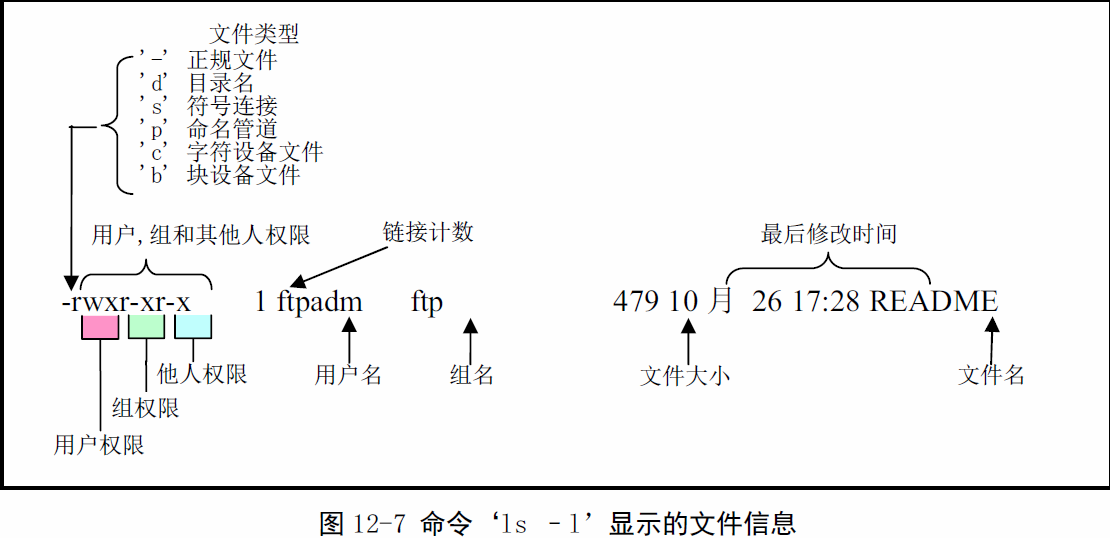 文件类型
'-' 正规文件
'd' 目录名
's' 符号连接
'p' 命名管道
'c' 字符设备文件
'b' 块设备文件
用户,组和其他人权限 链接计数 最后修改时间
-rwxr-xr-x 1 ftpadm ftp 479 10 月 26 17:28 README
他人权限 用户名 组名 文件大小 文件名
组权限
用户权限
图 12-7 命令‘ls –l’显示的文件信息